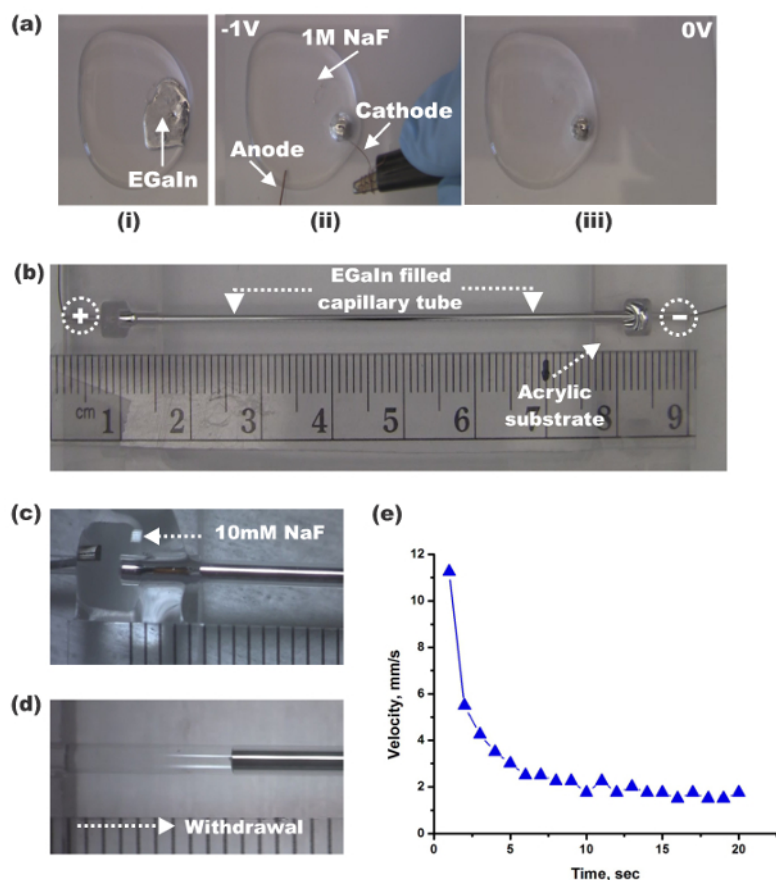 (a)
-1V
1M NaF
0V
Cathode
Anode
EGaIn
(i)
(ii)
(iii)
(b)
EGaIn filled
capillary tube
+
-
Acrylic
substrate
cm 1 2 3 4 5 6 7 8 9
(c)
10mM NaF
(d)
Withdrawal
(e)
12
10
8
6
4
2
0
Velocity, mm/s
0 5 10 15 20
Time, sec